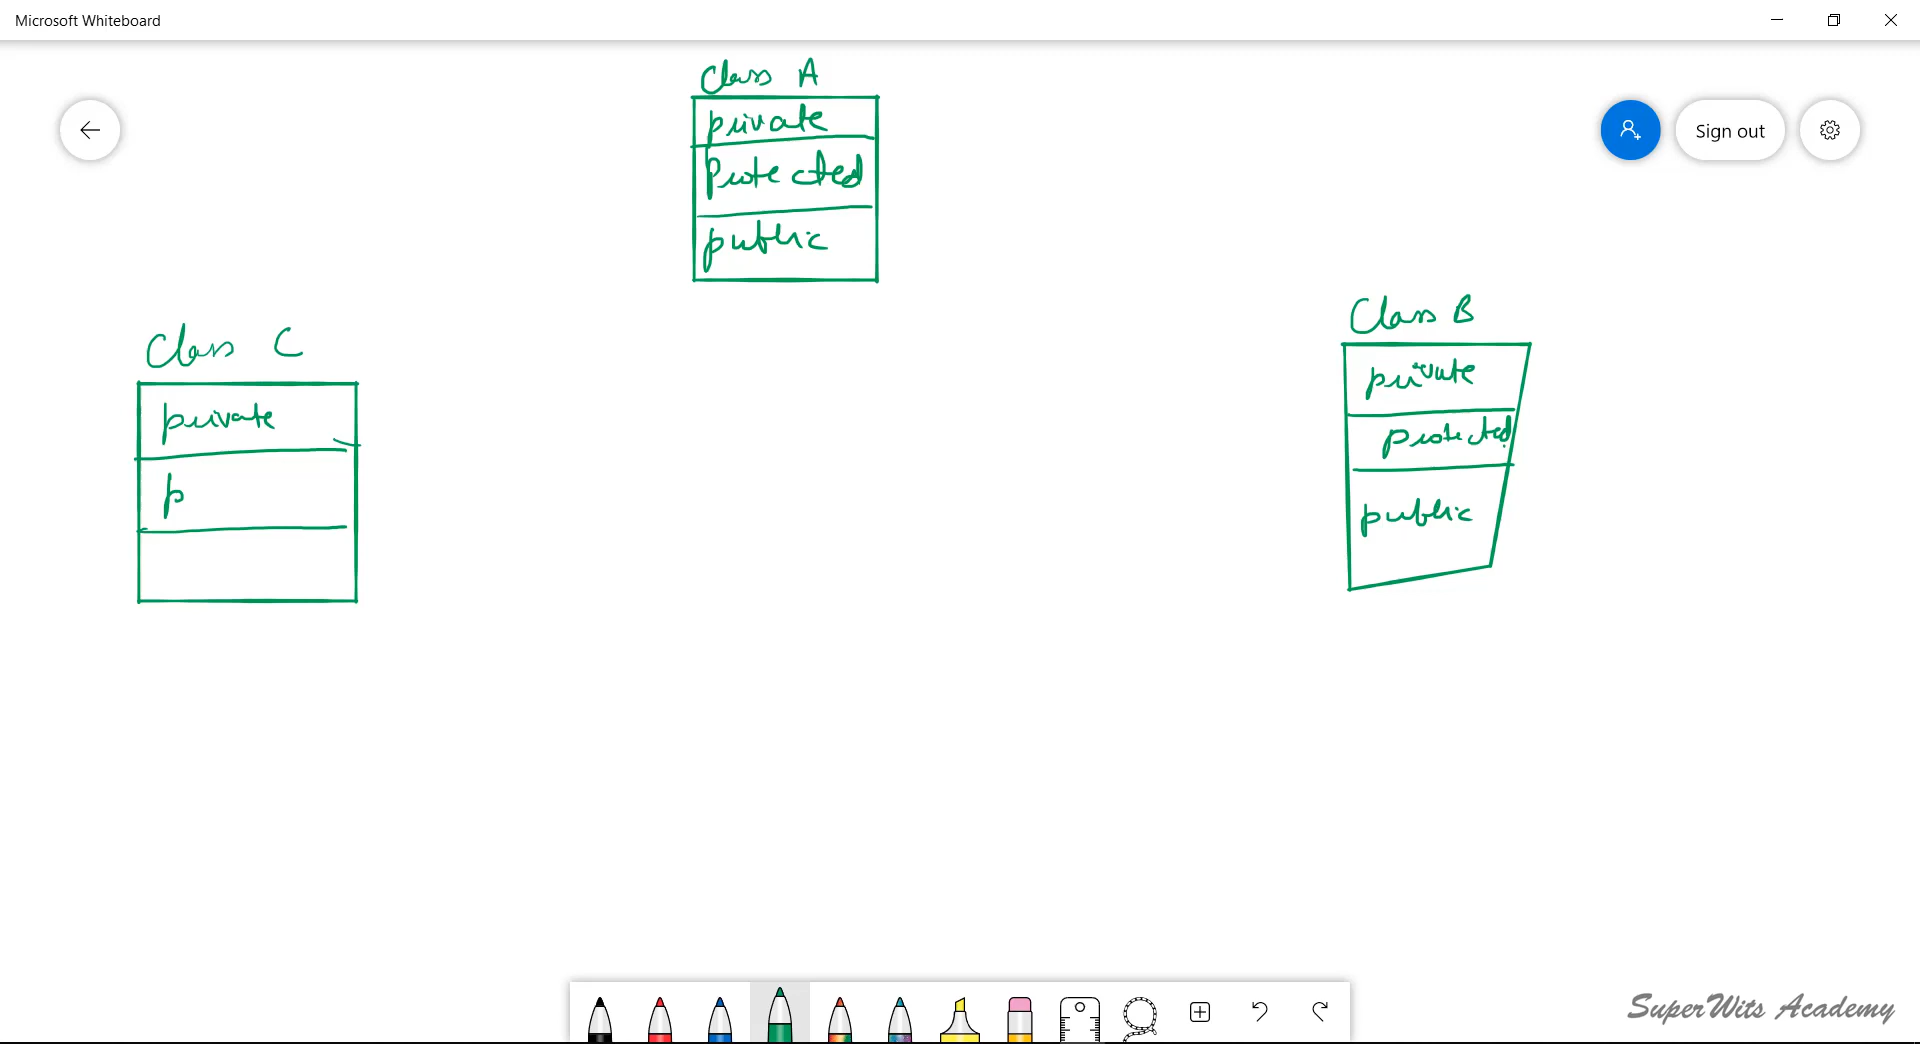 Microsoft Whiteboard
Class A
private
Protected
public
Sign out
Class B
private
protected
public
Class C
private
p
SuperWits Academy